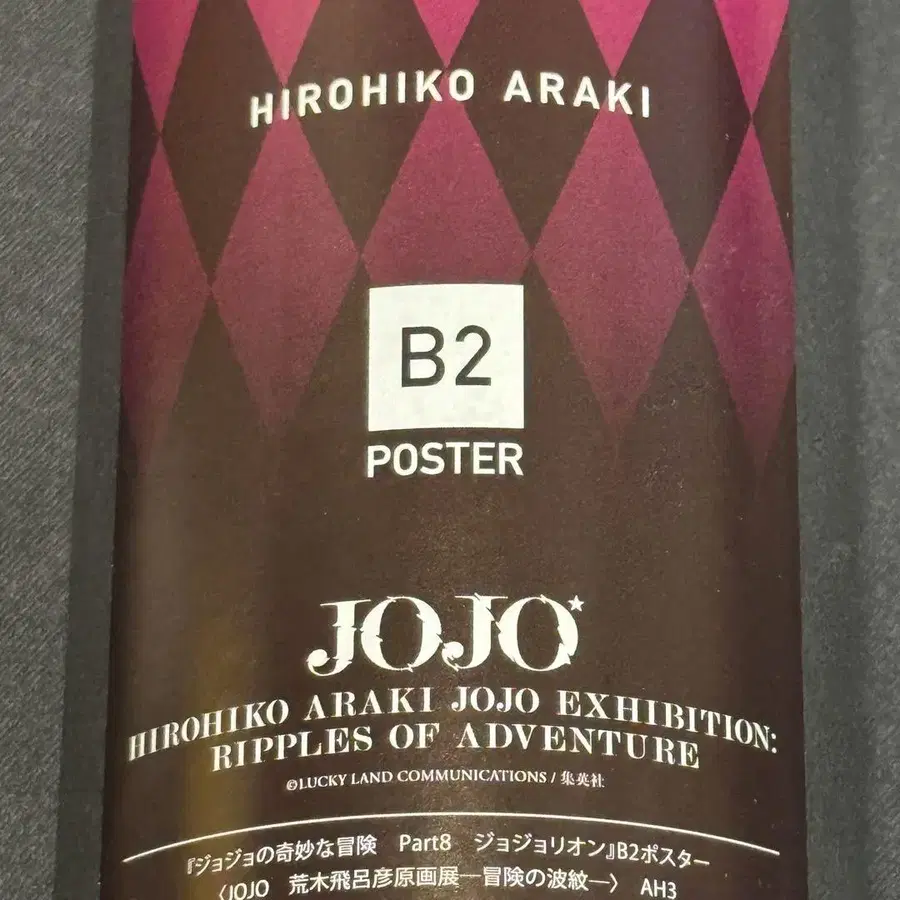 HIROHIKO ARAKI
B2
POSTER
JOJO
HIROHIKO ARAKI JOJO EXHIBITION:
RIPPLES OF ADVENTURE
©LUCKY LAND COMMUNICATIONS / 集英社
『ジョジョの奇妙な冒険 Part8 ジョジョリオン』B2ポスター
〈JOJO 荒木飛呂彦原画展―冒険の波紋―〉 AH3